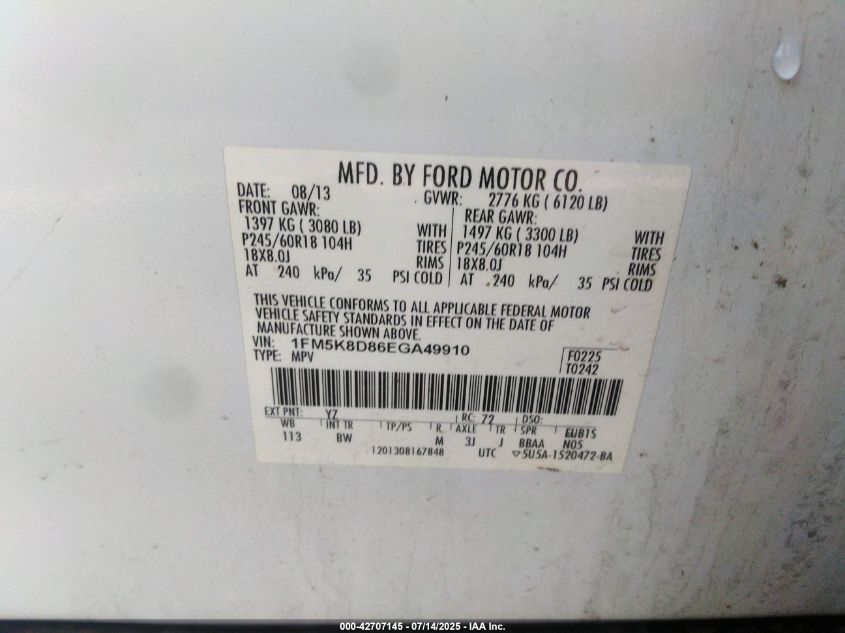 MFD. BY FORD MOTOR CO.
DATE: 08/13 GVWR: 2776 KG ( 6120 LB)
FRONT GAWR: REAR GAWR:
1397 KG ( 3080 LB) WITH 1497 KG ( 3300 LB) WITH
P245/60R18 104H TIRES P245/60R18 104H TIRES
18X8.0J RIMS 18X8.0J RIMS
AT 240 kPa/ 35 PSI COLD AT 240 kPa/ 35 PSI COLD
THIS VEHICLE CONFORMS TO ALL APPLICABLE FEDERAL MOTOR
VEHICLE SAFETY STANDARDS IN EFFECT ON THE DATE OF
MANUFACTURE SHOWN ABOVE.
VIN: 1FM5K8D86EGA49910 F0225
TYPE: MPV T0242
EXT PNT: YZ RC: 72 DSO:
WB INT TR TP/PS R AXLE TR SPR EUB1S
113 BW M 3J J BBAA N05
1201308167848 UTC ▽5U5A-1520472-BA
000-42707145 - 07/14/2025 - IAA Inc.